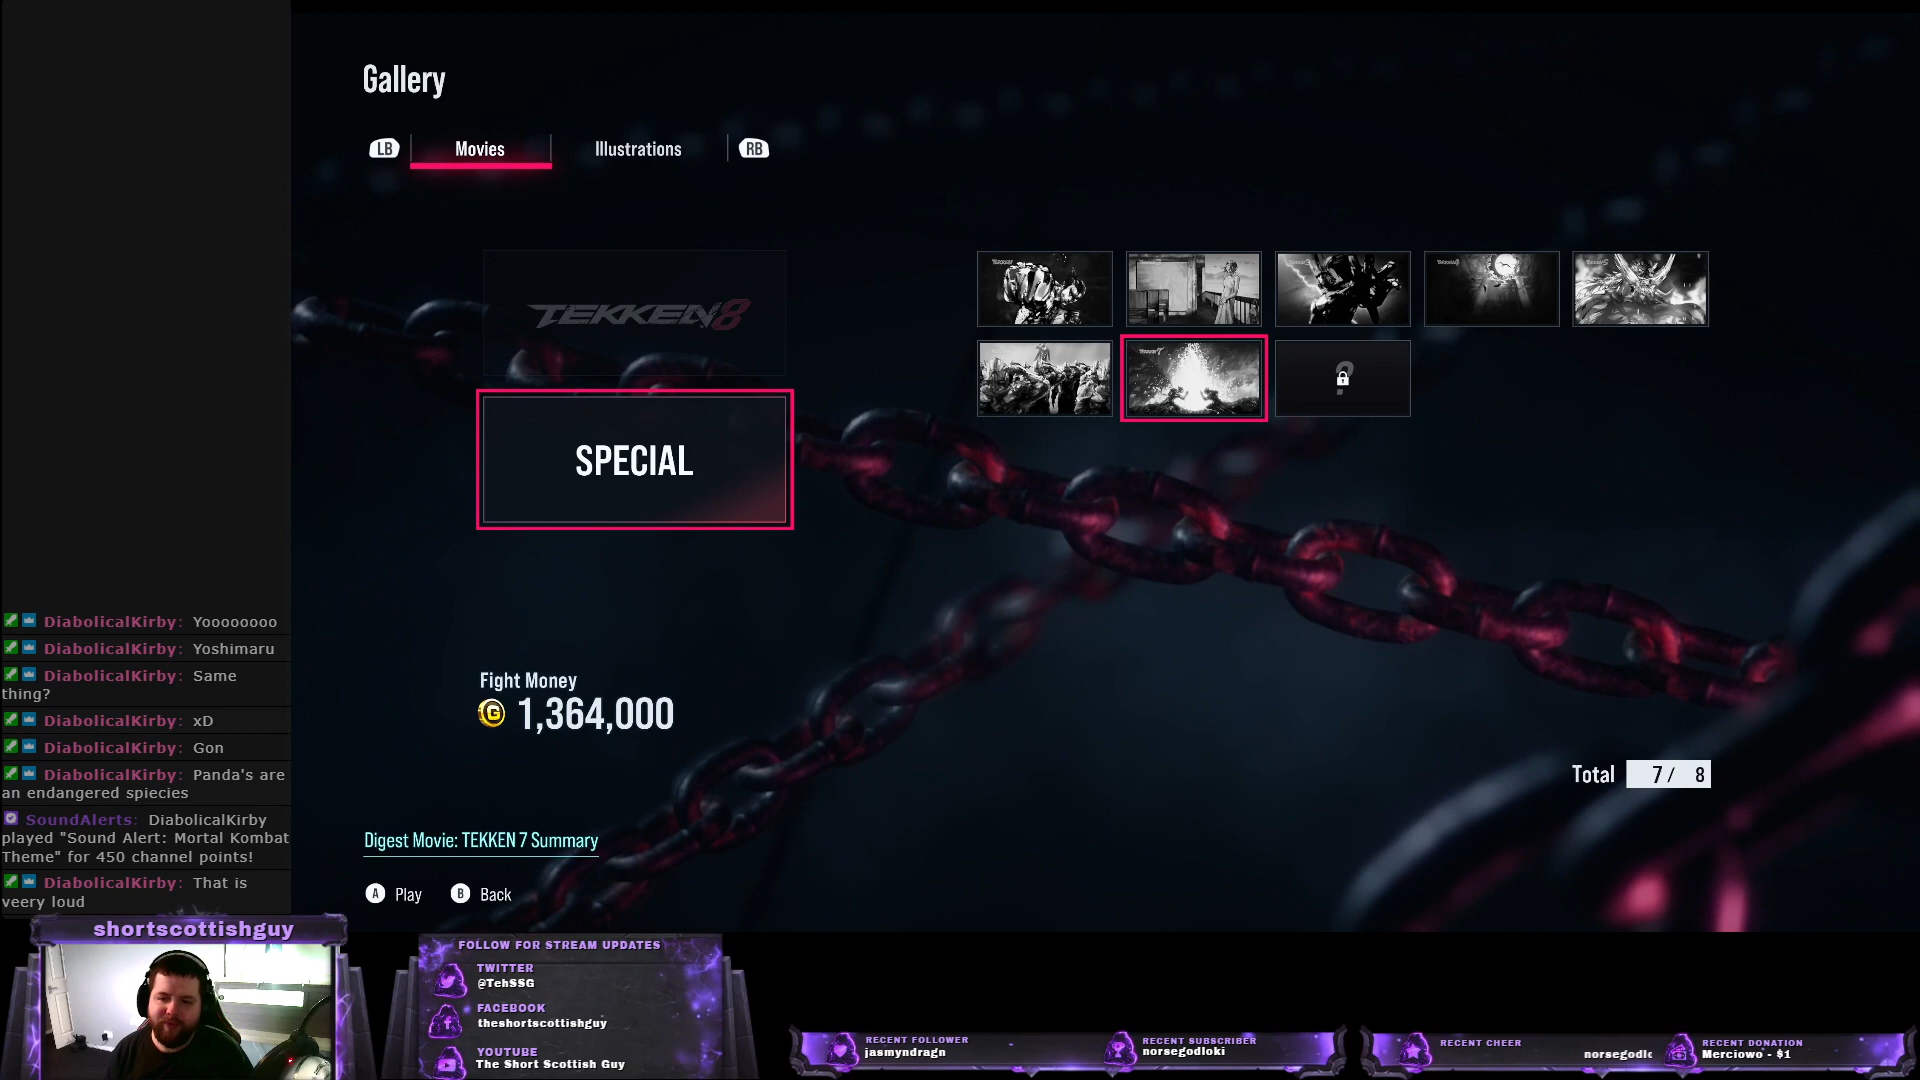 Gallery
LB Movies Illustrations RB
TEKKEN 8
SPECIAL
TEKKEN 7
Fight Money
G 1,364,000
Total 7 / 8
Digest Movie: TEKKEN 7 Summary
A Play B Back
DiabolicalKirby: Yoooooooo
DiabolicalKirby: Yoshimaru
DiabolicalKirby: Same
thing?
DiabolicalKirby: xD
DiabolicalKirby: Gon
DiabolicalKirby: Panda's are
an endangered spiecies
SoundAlerts: DiabolicalKirby
played "Sound Alert: Mortal Kombat
Theme" for 450 channel points!
DiabolicalKirby: That is
veery loud
shortscottishguy
FOLLOW FOR STREAM UPDATES
TWITTER
@TehSSG
FACEBOOK
theshortscottishguy
YOUTUBE
The Short Scottish Guy
RECENT FOLLOWER
jasmyndragn
RECENT SUBSCRIBER
norsegodloki
RECENT CHEER
RECENT DONATION
Merciowo - $1